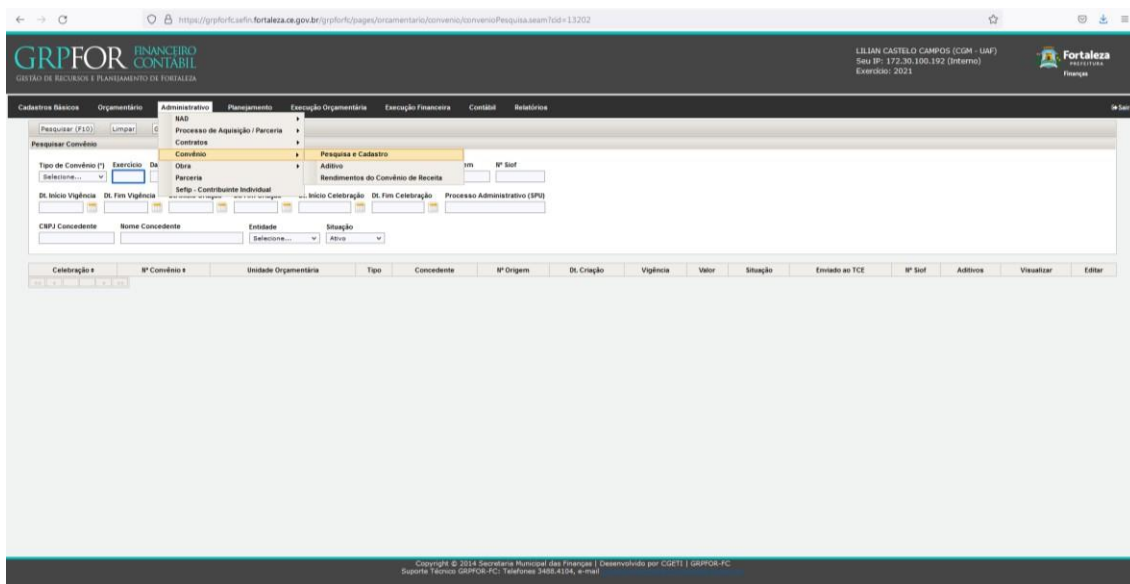 https://grpforfc.sefin.fortaleza.ce.gov.br/grpforfc/pages/orcamentario/convenio/convenioPesquisa.seam?cid=13202
GRPFOR FINANCEIRO CONTÁBIL
GESTÃO DE RECURSOS E PLANEJAMENTO DE FORTALEZA
LILIAN CASTELO CAMPOS (CGM - UAF)
Seu IP: 172.30.100.192 (Interno)
Exercício: 2021
Fortaleza
PREFEITURA
Finanças
Cadastros Básicos Orçamentário Administrativo Planejamento Execução Orçamentária Execução Financeira Contábil Relatórios Sair
Pesquisar (F10) Limpar
NAD
Processo de Aquisição / Parceria
Contratos
Convênio
Obra
Parceria
Sefip - Contribuinte Individual
Pesquisa e Cadastro
Aditivo
Rendimentos do Convênio de Receita
Pesquisar Convênio
Tipo de Convênio (*) Exercício Nº Siof
Selecione...
Dt. Início Vigência Dt. Fim Vigência Dt. Início Celebração Dt. Fim Celebração Processo Administrativo (SPU)
CNPJ Concedente Nome Concedente Entidade Situação
Selecione... Ativo
Celebração Nº Convênio Unidade Orçamentária Tipo Concedente Nº Origem Dt. Criação Vigência Valor Situação Enviado ao TCE Nº Siof Aditivos Visualizar Editar
Copyright © 2014 Secretaria Municipal das Finanças | Desenvolvido por CGETI | GRPFOR-FC
Suporte Técnico GRPFOR-FC: Telefones 3488.4104, e-mail